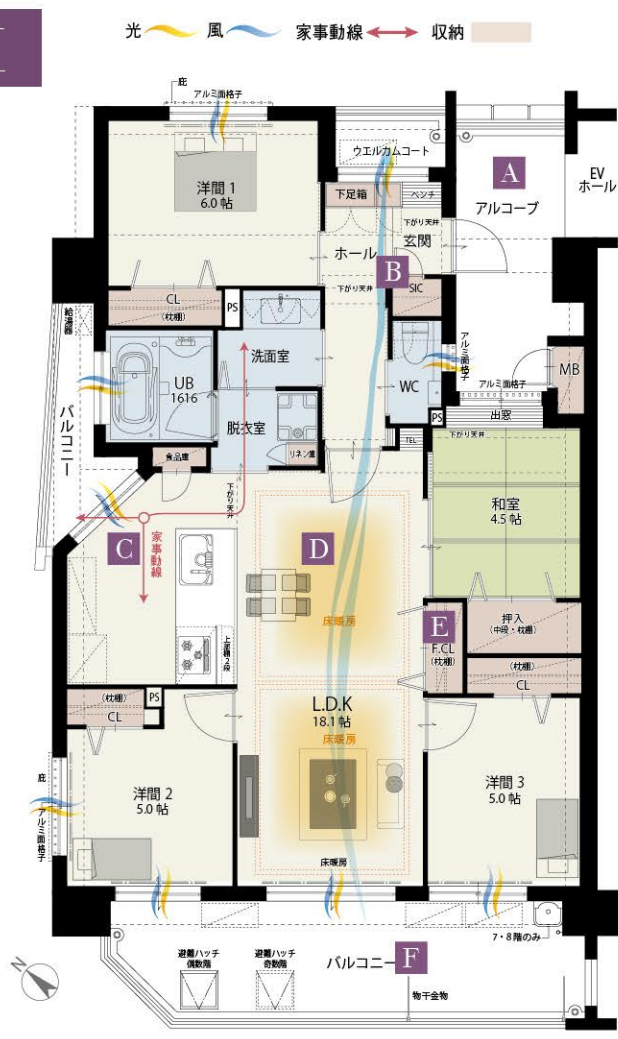 光 風 家事動線 収納
庇
アルミ面格子
ウエルカムコート
A
アルコーブ
EV
ホール
洋間 1
6.0 帖
下足箱
ベンチ
下がり天井
玄関
ホール
B
下がり天井
SIC
CL
(枕棚)
PS
給湯器
洗面室
UB
1616
WC
アルミ面格子
MB
アルミ面格子
バルコニー
脱衣室
PS
出窓
リネン庫
TEL
下がり天井
食品庫
下がり天井
和室
4.5 帖
C
家事動線
D
床暖房
E
F.CL
(枕棚)
押入
(中段・枕棚)
上部棚2段
(枕棚)
CL
(枕棚)
CL
PS
L.D.K
18.1 帖
床暖房
庇
アルミ面格子
洋間 2
5.0 帖
洋間 3
5.0 帖
床暖房
7・8階のみ
避難ハッチ
偶数階
避難ハッチ
奇数階
バルコニー
F
物干金物
N